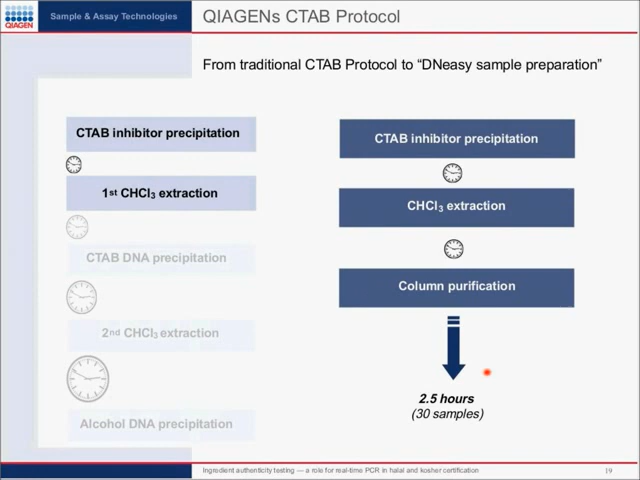 QIAGEN
Sample & Assay Technologies
QIAGENs CTAB Protocol
From traditional CTAB Protocol to “DNeasy sample preparation”
CTAB inhibitor precipitation
1st CHCl3 extraction
CTAB DNA precipitation
2nd CHCl3 extraction
Alcohol DNA precipitation
CTAB inhibitor precipitation
CHCl3 extraction
Column purification
2.5 hours
(30 samples)
Ingredient authenticity testing — a role for real-time PCR in halal and kosher certification
19